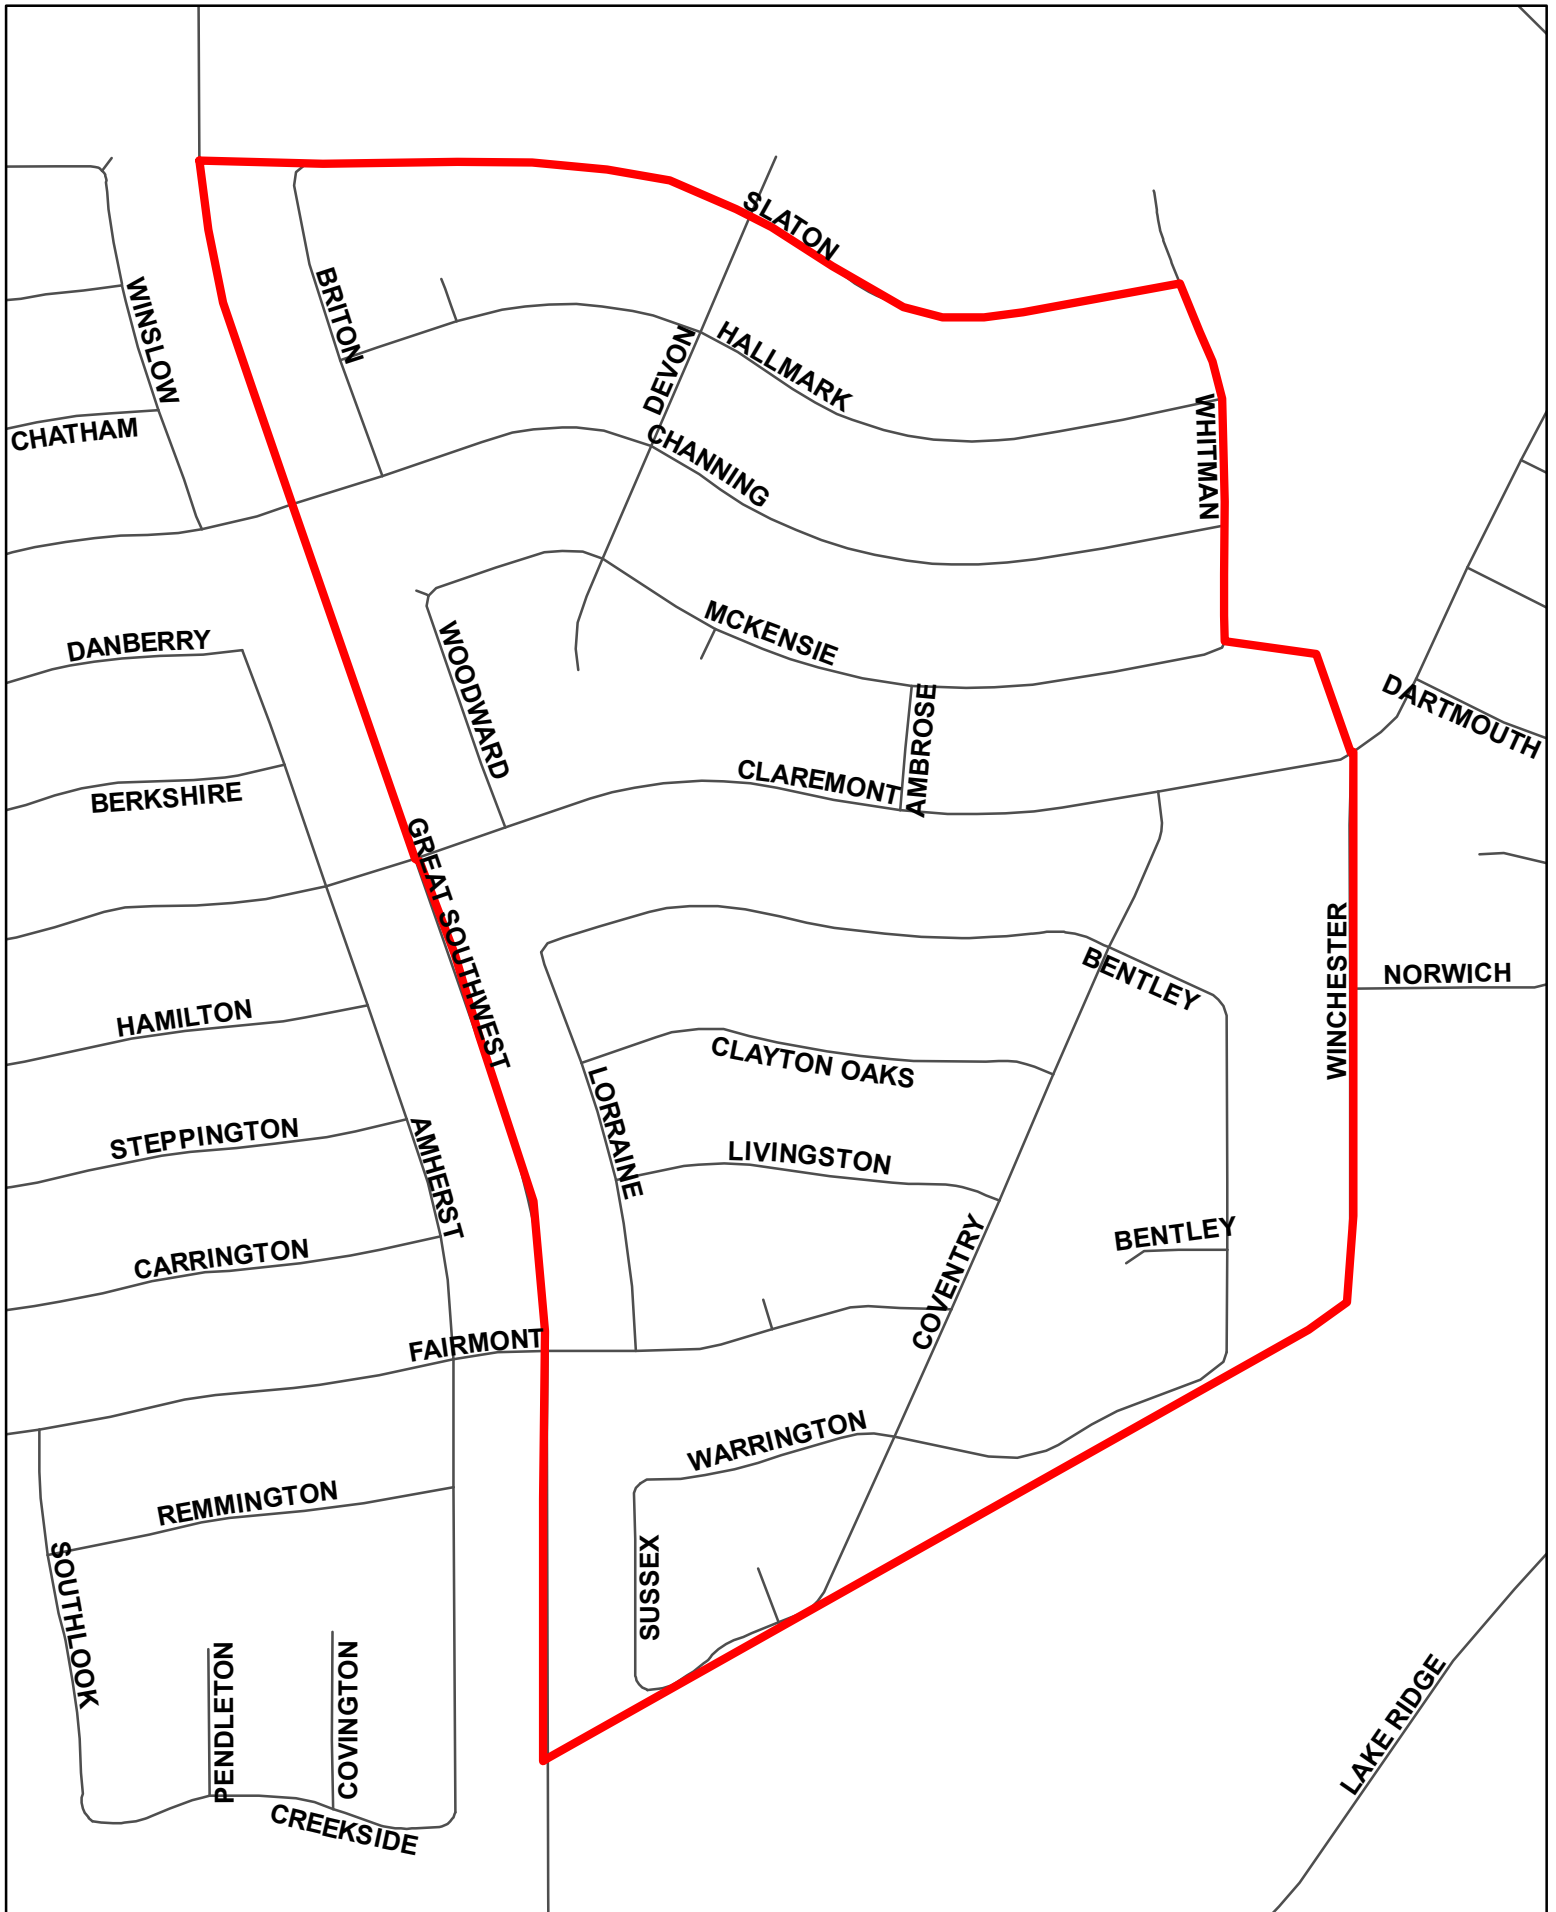 SLATON
BRITON
WINSLOW
DEVON
HALLMARK
WHITMAN
CHATHAM
CHANNING
MCKENSIE
WOODWARD
DANBERRY
DARTMOUTH
AMBROSE
CLAREMONT
BERKSHIRE
GREAT SOUTHWEST
WINCHESTER
BENTLEY
NORWICH
HAMILTON
CLAYTON OAKS
LORRAINE
STEPPINGTON
AMHERST
LIVINGSTON
COVENTRY
BENTLEY
CARRINGTON
FAIRMONT
WARRINGTON
REMMINGTON
SUSSEX
SOUTHLOOK
PENDLETON
COVINGTON
LAKE RIDGE
CREEKSIDE